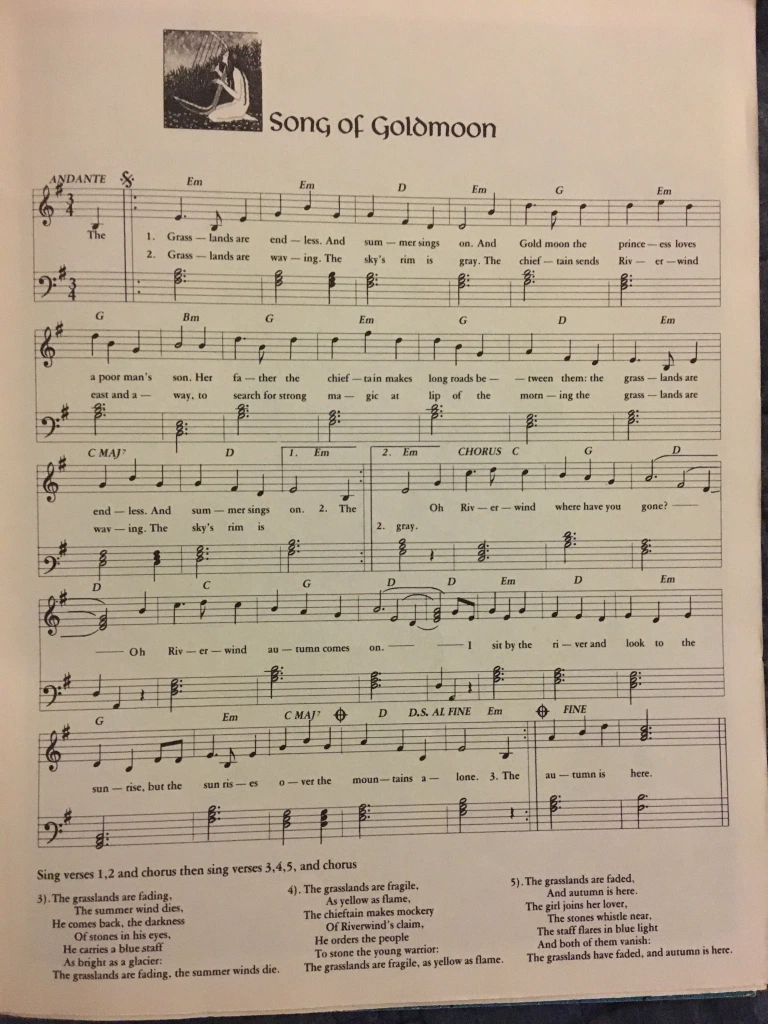 Song of Goldmoon
ANDANTE
Em Em D Em G Em
3 4
The 1. Grass — lands are end — less. And sum — mer sings on. And Gold moon the prince — ess loves
2. Grass — lands are wav — ing. The sky's rim is gray. The chief — tain sends Riv — er — wind
3 4
G Bm G Em G D Em
a poor man's son. Her fa — ther the chief — tain makes long roads be — — tween them: the grass — lands are
east and a — way, to search for strong ma — gic at lip of the morn — ing the grass — lands are
C MAJ7 D 1. Em 2. Em CHORUS C G D
end — less. And sum — mer sings on. 2. The Oh Riv — er — wind where have you gone? —
wav — ing. The sky's rim is 2. gray.
D C G D D Em D Em
— Oh Riv — er — wind au — tumn comes on. — — I sit by the ri — ver and look to the
G Em C MAJ7 D D.S. AL FINE Em FINE
sun — rise, but the sun ris — es o — ver the moun — tains a — lone. 3. The au — tumn is here.
Sing verses 1,2 and chorus then sing verses 3,4,5, and chorus
3). The grasslands are fading,
The summer wind dies,
He comes back, the darkness
Of stones in his eyes,
He carries a blue staff
As bright as a glacier:
The grasslands are fading, the summer winds die.
4). The grasslands are fragile,
As yellow as flame,
The chieftain makes mockery
Of Riverwind's claim,
He orders the people
To stone the young warrior:
The grasslands are fragile, as yellow as flame.
5). The grasslands are faded,
And autumn is here.
The girl joins her lover,
The stones whistle near,
The staff flares in blue light
And both of them vanish:
The grasslands have faded, and autumn is here.